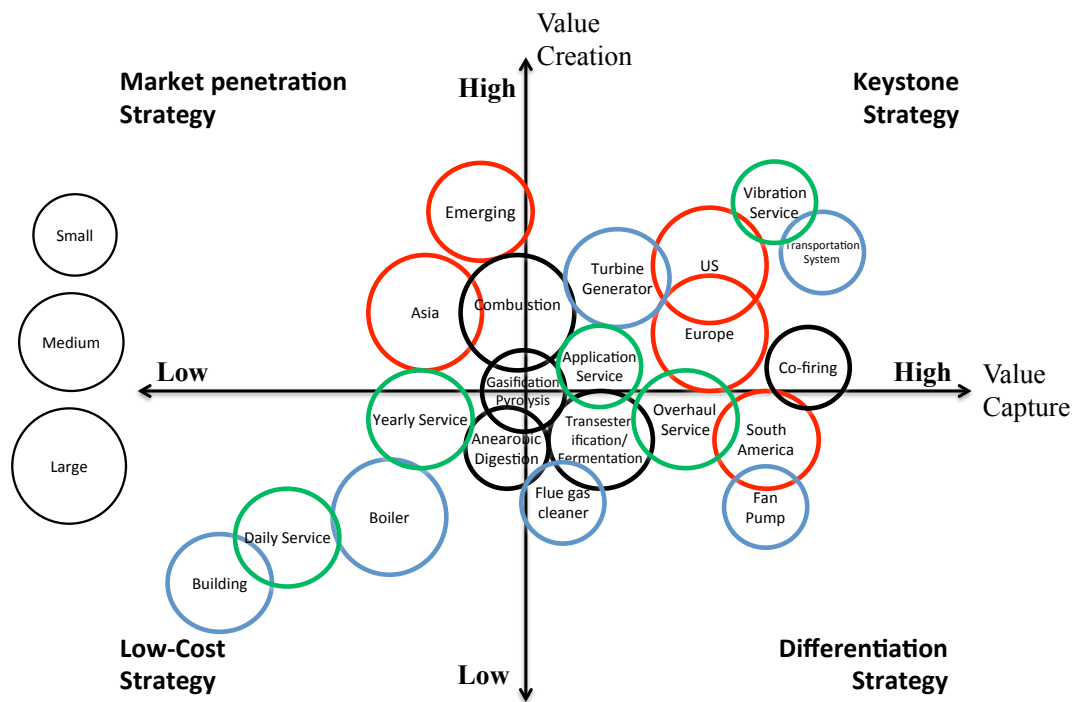 Value
Creation
Market penetration
Strategy
High
Keystone
Strategy
Small
Medium
Large
Emerging
Vibration
Service
Transportation
System
Turbine
Generator
US
Asia
Combustion
Europe
Application
Service
Co-firing
Low
High
Value
Capture
Gasification
Pyrolysis
Yearly Service
Anearobic
Digestion
Transester
ification/
Fermentation
Overhaul
Service
South
America
Flue gas
cleaner
Fan
Pump
Boiler
Daily Service
Building
Low-Cost
Strategy
Low
Differentiation
Strategy